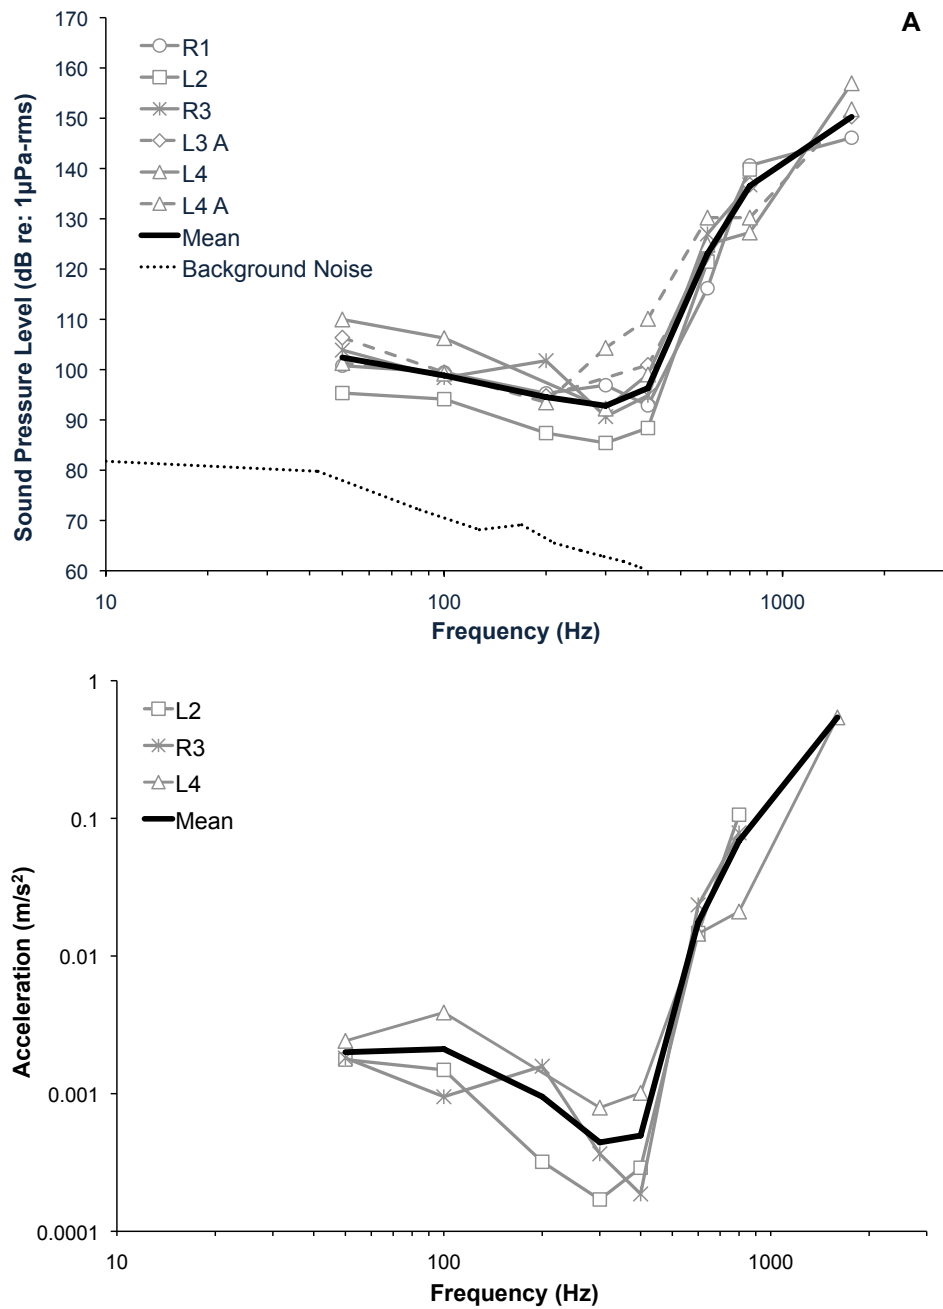 A
170
160
150
140
130
120
110
100
90
80
70
60
Sound Pressure Level (dB re: 1µPa-rms)
R1
L2
R3
L3 A
L4
L4 A
Mean
Background Noise
10
100
1000
Frequency (Hz)
1
0.1
0.01
0.001
0.0001
Acceleration (m/s²)
L2
R3
L4
Mean
10
100
1000
Frequency (Hz)